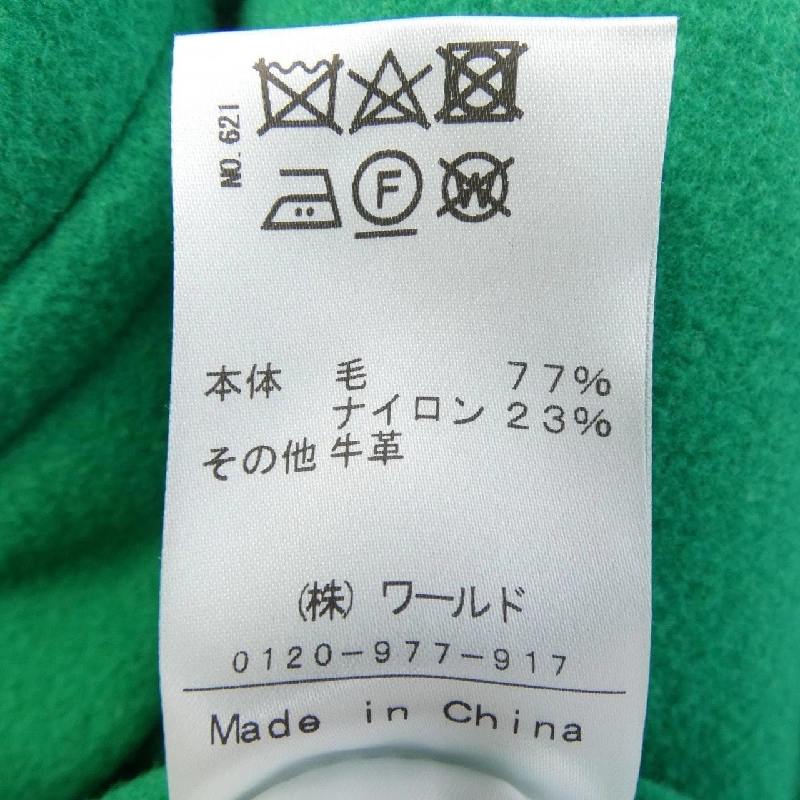 NO.621
F W
本体 毛 77%
ナイロン 23%
その他 牛革
(株) ワールド
0120-977-917
Made in China